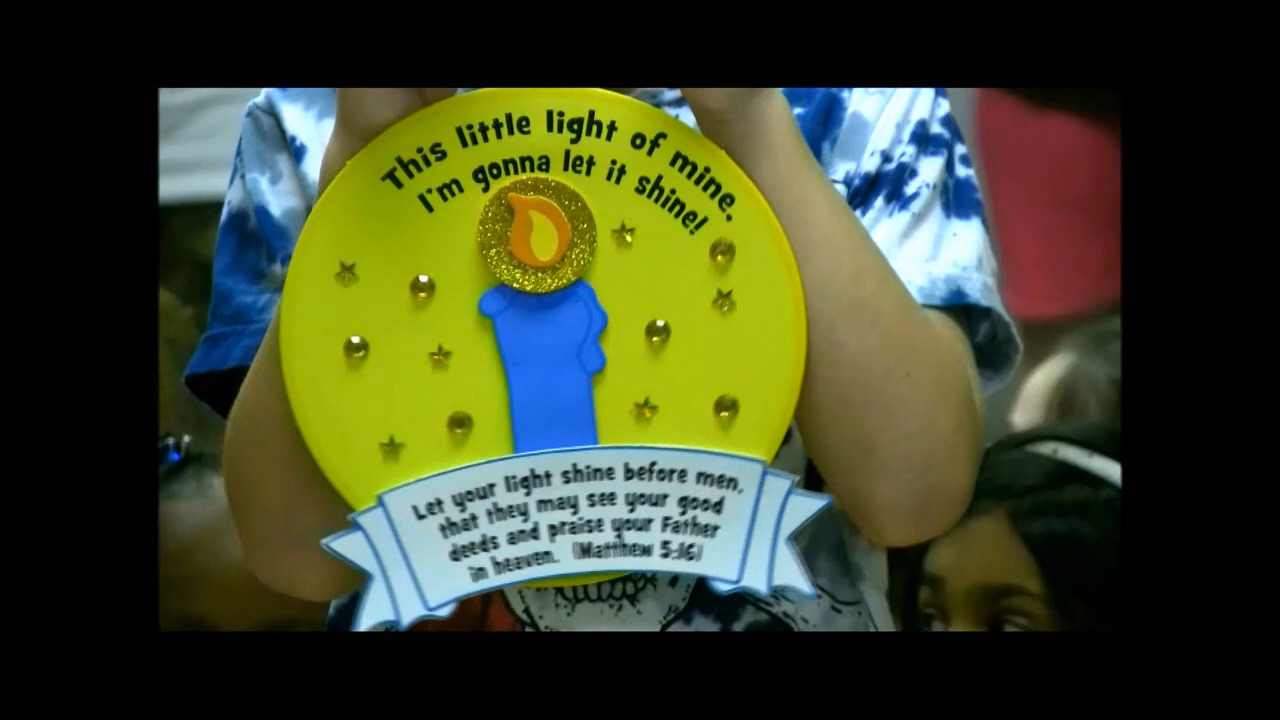 This little light of mine.
I'm gonna let it shine!
Let your light shine before men,
that they may see your good
deeds and praise your Father
in heaven. (Matthew 5:16)